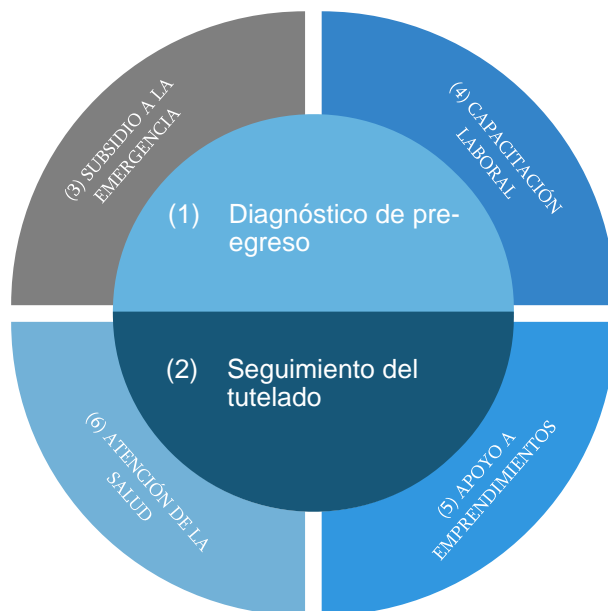 (3) SUBSIDIO A LA
EMERGENCIA
(4) CAPACITACIÓN
LABORAL
(1) Diagnóstico de pre-
egreso
(2) Seguimiento del
tutelado
(6) ATENCIÓN DE LA
SALUD
(5) APOYO A
EMPRENDIMIENTOS